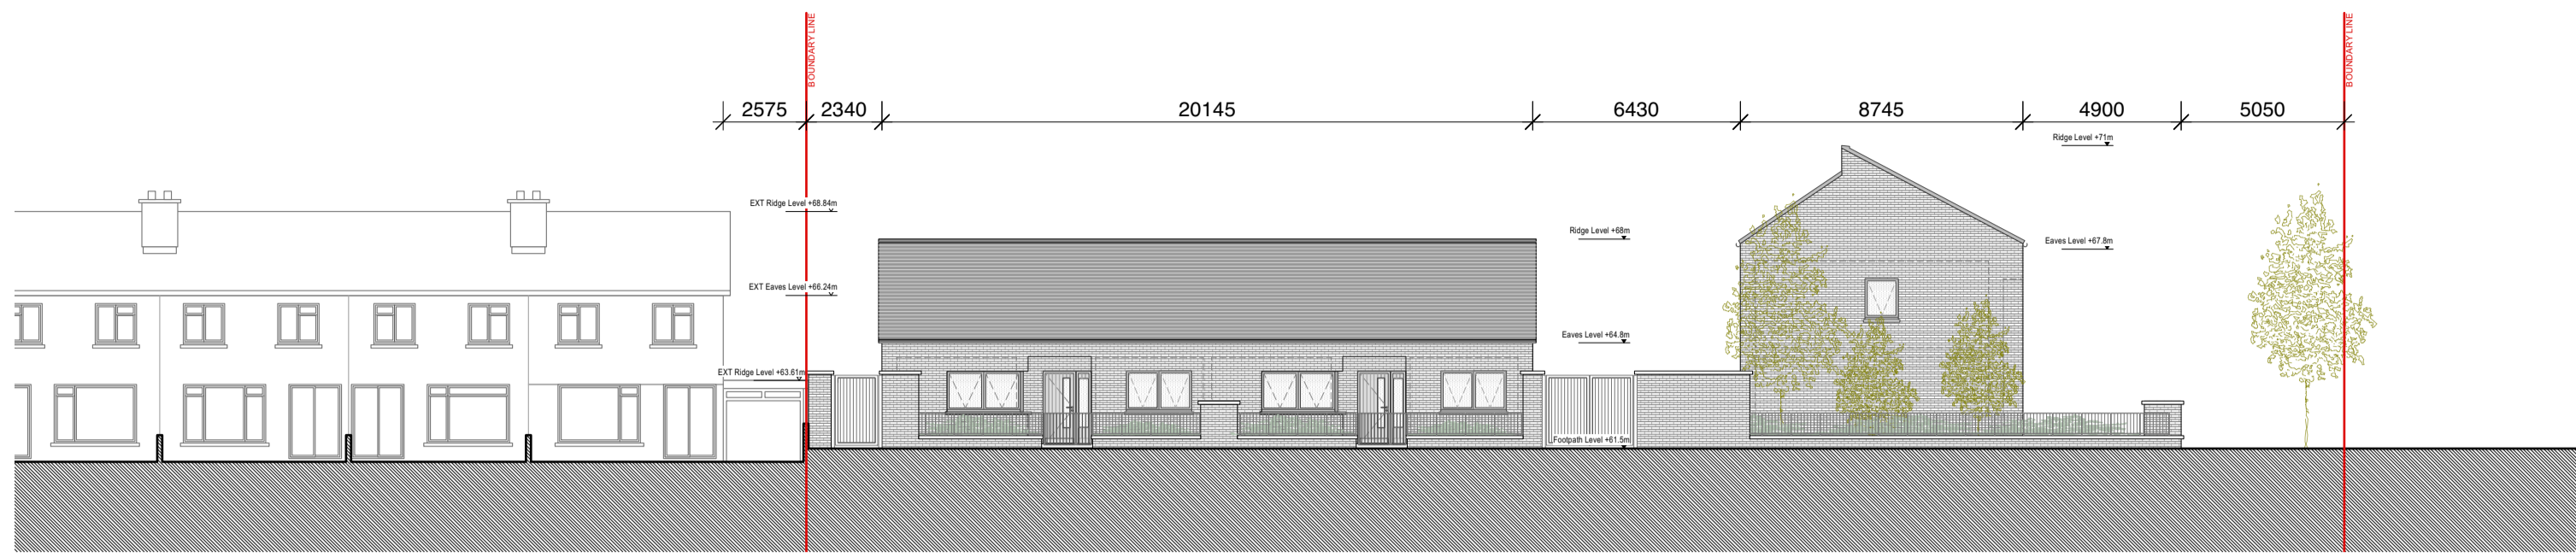 BOUNDARY LINE
BOUNDARY LINE
2575
2340
20145
6430
8745
4900
5050
Ridge Level +71m
EXT Ridge Level +68.84m
Ridge Level +68m
Eaves Level +67.8m
EXT Eaves Level +66.24m
Eaves Level +64.8m
EXT Ridge Level +63.61m
Footpath Level +61.5m